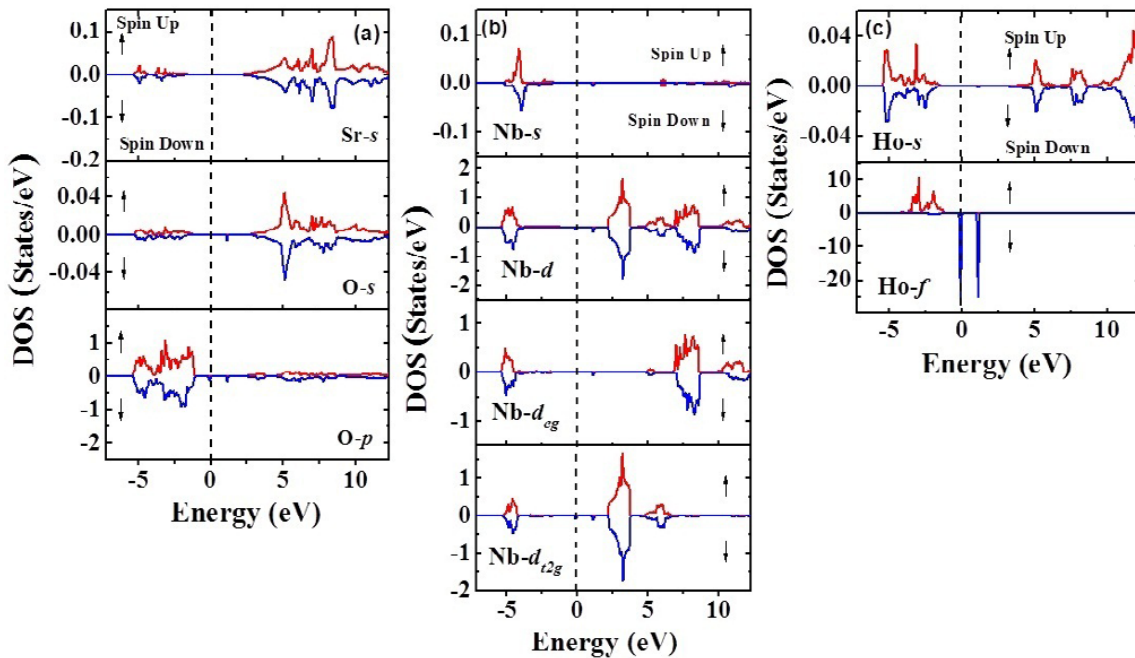 (a)
Spin Up
0.1
0.0
-0.1
-0.2
Spin Down
Sr-s
0.04
0.00
-0.04
O-s
1
0
-1
-2
O-p
-5 0 5 10
Energy (eV)
DOS (States/eV)
(b)
0.1
0.0
-0.1
Spin Up
Spin Down
Nb-s
2
1
0
-1
-2
Nb-d
1
0
-1
Nb-deg
1
0
-1
-2
Nb-dt2g
-5 0 5 10
Energy (eV)
DOS (States/eV)
(c)
0.04
0.00
-0.04
Spin Up
Spin Down
Ho-s
10
0
-10
-20
Ho-f
-5 0 5 10
Energy (eV)
DOS (States/eV)